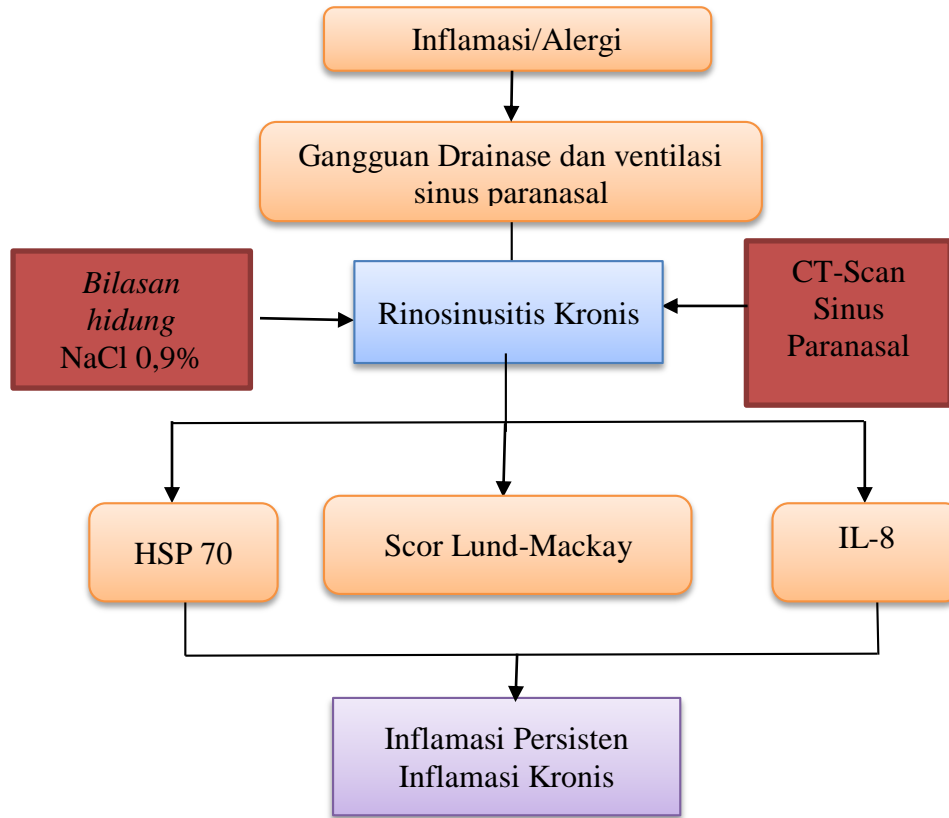 Inflamasi/Alergi
Gangguan Drainase dan ventilasi
sinus paranasal
Bilasan
hidung
NaCl 0,9%
Rinosinusitis Kronis
CT-Scan
Sinus
Paranasal
HSP 70
Scor Lund-Mackay
IL-8
Inflamasi Persisten
Inflamasi Kronis